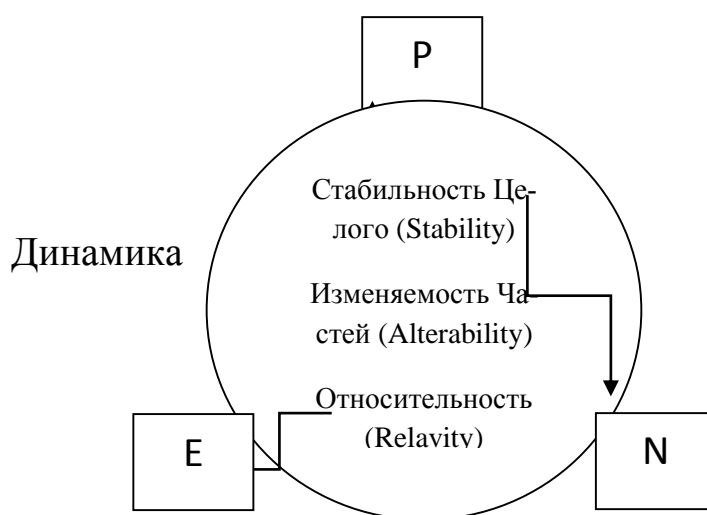 P
Стабильность Це-
лого (Stability)
Динамика
Изменяемость Ча-
стей (Alterability)
Относительность
(Relavity)
E
N